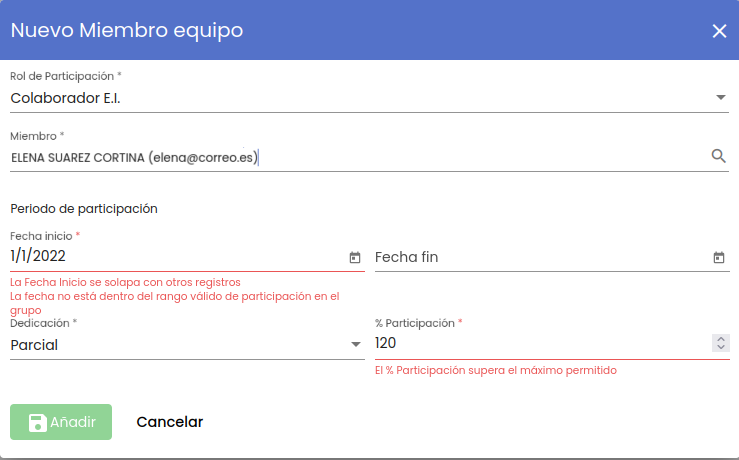 Nuevo Miembro equipo
Rol de Participación *
Colaborador E.I.
Miembro *
ELENA SUAREZ CORTINA (elena@correo.es)
Periodo de participación
Fecha inicio *
1/1/2022
Fecha fin
La Fecha Inicio se solapa con otros registros
La fecha no está dentro del rango válido de participación en el
grupo
Dedicación *
Parcial
% Participación *
120
El % Participación supera el máximo permitido
Añadir
Cancelar